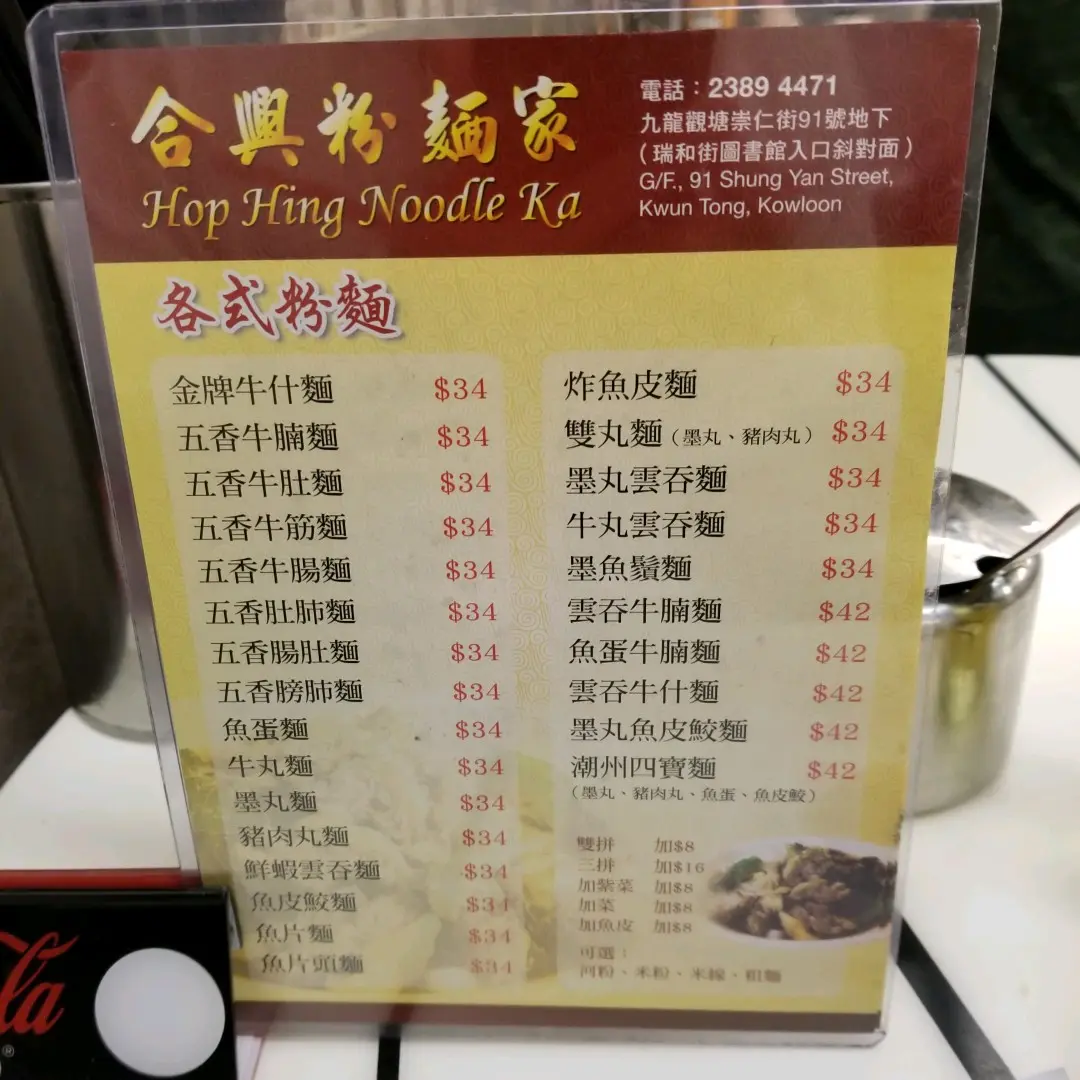 合興粉麵家
Hop Hing Noodle Ka
電話：2389 4471
九龍觀塘崇仁街91號地下
(瑞和街圖書館入口斜對面)
G/F., 91 Shung Yan Street,
Kwun Tong, Kowloon
各式粉麵
金牌牛什麵 $34
五香牛腩麵 $34
五香牛肚麵 $34
五香牛筋麵 $34
五香牛腸麵 $34
五香肚肺麵 $34
五香腸肚麵 $34
五香膀肺麵 $34
魚蛋麵 $34
牛丸麵 $34
墨丸麵 $34
豬肉丸麵 $34
鮮蝦雲吞麵 $34
魚皮鮫麵 $34
魚片麵 $34
魚片頭麵 $34
炸魚皮麵 $34
雙丸麵(墨丸、豬肉丸) $34
墨丸雲吞麵 $34
牛丸雲吞麵 $34
墨魚鬚麵 $34
雲吞牛腩麵 $42
魚蛋牛腩麵 $42
雲吞牛什麵 $42
墨丸魚皮鮫麵 $42
潮州四寶麵 $42
(墨丸、豬肉丸、魚蛋、魚皮鮫)
雙拼 加$8
三拼 加$16
加紫菜 加$8
加菜 加$8
加魚皮 加$8
可選：
河粉、米粉、米線、粗麵
la
®